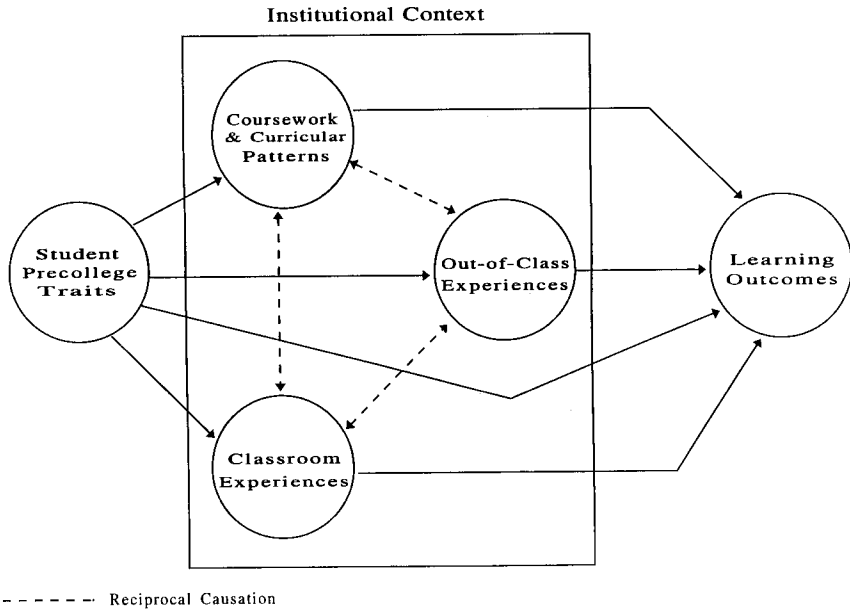 Institutional Context
Coursework
& Curricular
Patterns
Student
Precollege
Traits
Out-of-Class
Experiences
Learning
Outcomes
Classroom
Experiences
Reciprocal Causation